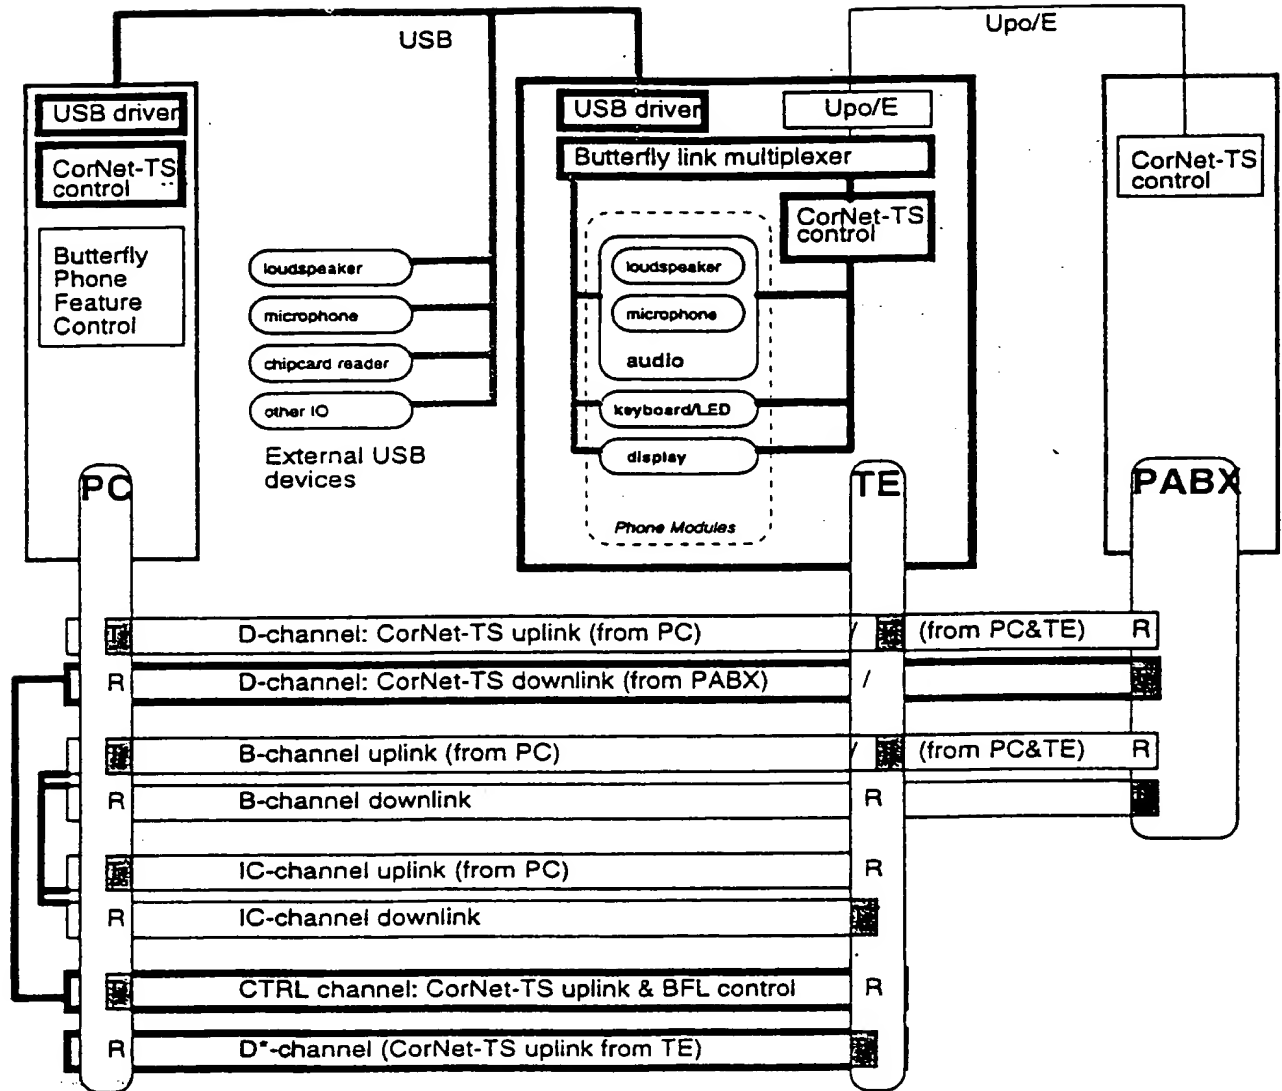 USB
Upo/E
USB driver
CorNet-TS
control
Butterfly
Phone
Feature
Control
loudspeaker
microphone
chipcard reader
other IO
External USB
devices
USB driver
Upo/E
Butterfly link multiplexer
CorNet-TS
control
loudspeaker
microphone
audio
keyboard/LED
display
Phone Modules
CorNet-TS
control
PC
TE
PABX
D-channel: CorNet-TS uplink (from PC) / (from PC&TE) R
R D-channel: CorNet-TS downlink (from PABX) /
B-channel uplink (from PC) / (from PC&TE) R
R B-channel downlink R
IC-channel uplink (from PC) R
R IC-channel downlink
CTRL channel: CorNet-TS uplink & BFL control R
R D*-channel (CorNet-TS uplink from TE)